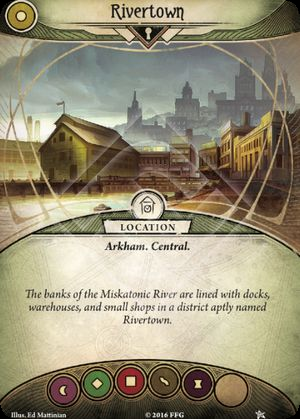 Rivertown
LOCATION
Arkham. Central.
The banks of the Miskatonic River are lined with docks,
warehouses, and small shops in a district aptly named
Rivertown.
Illus. Ed Mattinian
© 2016 FFG